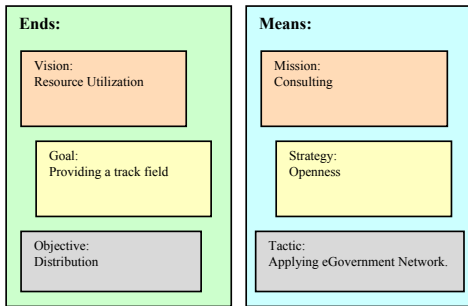 Ends:
Vision:
Resource Utilization
Goal:
Providing a track field
Objective:
Distribution
Means:
Mission:
Consulting
Strategy:
Openness
Tactic:
Applying eGovernment Network.